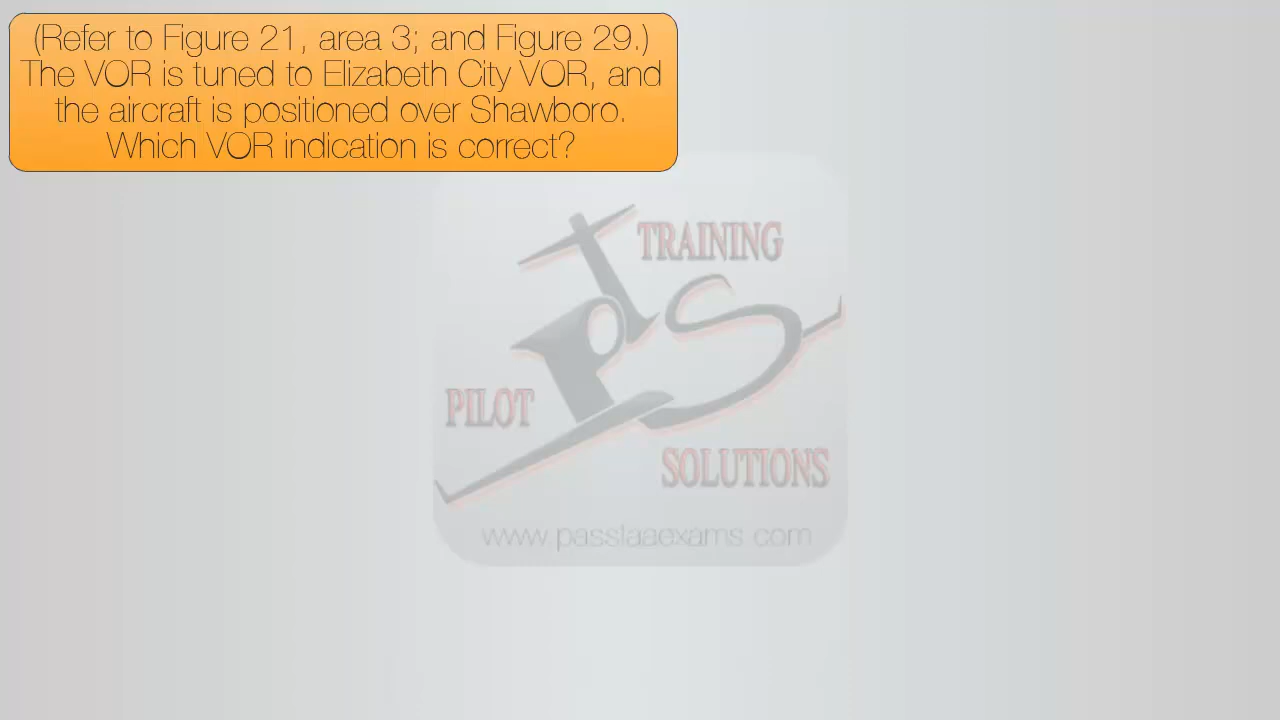 (Refer to Figure 21, area 3; and Figure 29.)
The VOR is tuned to Elizabeth City VOR, and
the aircraft is positioned over Shawboro.
Which VOR indication is correct?
TRAINING
pts
PILOT
SOLUTIONS
www.passfaaexams.com